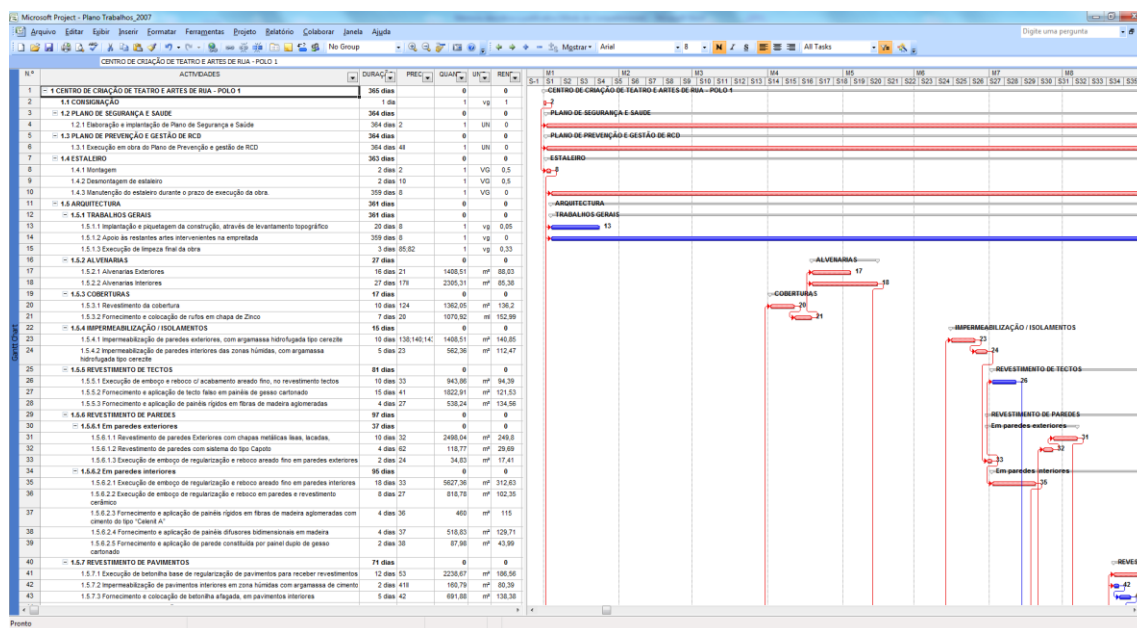 Microsoft Project - Plano Trabalhos_2007
Arquivo Editar Exibir Inserir Formatar Ferramentas Projeto Relatório Colaborar Janela Ajuda
Digite uma pergunta
No Group Mostrar Arial 8 N I S All Tasks
CENTRO DE CRIAÇÃO DE TEATRO E ARTES DE RUA - POLO 1
N.º ACTIVIDADES DURAÇ PREC QUAN UN REN
M1 M2 M3 M4 M5 M6 M7 M8
S-1 S1 S2 S3 S4 S5 S6 S7 S8 S9 S10 S11 S12 S13 S14 S15 S16 S17 S18 S19 S20 S21 S22 S23 S24 S25 S26 S27 S28 S29 S30 S31 S32 S33 S34 S35
1 1 CENTRO DE CRIAÇÃO DE TEATRO E ARTES DE RUA - POLO 1 365 dias 0 0 CENTRO DE CRIAÇÃO DE TEATRO E ARTES DE RUA - POLO 1
2 1.1 CONSIGNAÇÃO 1 dia 1 vg 1 2
3 1.2 PLANO DE SEGURANÇA E SAUDE 364 dias 0 0 PLANO DE SEGURANÇA E SAUDE
4 1.2.1 Elaboração e implantação de Plano de Segurança e Saúde 364 dias 2 1 UN 0
5 1.3 PLANO DE PREVENÇÃO E GESTÃO DE RCD 364 dias 0 0 PLANO DE PREVENÇÃO E GESTÃO DE RCD
6 1.3.1 Execução em obra do Plano de Prevenção e gestão de RCD 364 dias 4II 1 UN 0
7 1.4 ESTALEIRO 363 dias 0 0 ESTALEIRO
8 1.4.1 Montagem 2 dias 2 1 VG 0,5 8
9 1.4.2 Desmontagem de estaleiro 2 dias 10 1 VG 0,5
10 1.4.3 Manutenção do estaleiro durante o prazo de execução da obra. 359 dias 8 1 VG 0
11 1.5 ARQUITECTURA 361 dias 0 0 ARQUITECTURA
12 1.5.1 TRABALHOS GERAIS 361 dias 0 0 TRABALHOS GERAIS
13 1.5.1.1 Implantação e piquetagem da construção, através de levantamento topográfico 20 dias 8 1 vg 0,05 13
14 1.5.1.2 Apoio ás restantes artes intervenientes na empreitada 359 dias 8 1 vg 0
15 1.5.1.3 Execução de limpeza final da obra 3 dias 85;82 1 vg 0,33
16 1.5.2 ALVENARIAS 27 dias 0 0 ALVENARIAS
17 1.5.2.1 Alvenarias Exteriores 16 dias 21 1408,51 m² 88,03 17
18 1.5.2.2 Alvenarias Interiores 27 dias 17II 2305,31 m² 85,38 18
19 1.5.3 COBERTURAS 17 dias 0 0 COBERTURAS
20 1.5.3.1 Revestimento da cobertura 10 dias 124 1362,05 m² 136,2 20
21 1.5.3.2 Fornecimento e colocação de rufos em chapa de Zinco 7 dias 20 1070,92 ml 152,99 21
22 1.5.4 IMPERMEABILIZAÇÃO / ISOLAMENTOS 15 dias 0 0 IMPERMEABILIZAÇÃO / ISOLAMENTOS
23 1.5.4.1 Impermeabilização de paredes exteriores, com argamassa hidrofugada tipo cerezite 10 dias 138;140;14 1408,51 m² 140,85 23
24 1.5.4.2 Impermeabilização de paredes interiores das zonas húmidas, com argamassa 5 dias 23 562,36 m² 112,47 24
hidrofugada tipo cerezite
25 1.5.5 REVESTIMENTO DE TECTOS 81 dias 0 0 REVESTIMENTO DE TECTOS
26 1.5.5.1 Execução de emboço e reboco c/ acabamento areado fino, no revestimento tectos 10 dias 33 943,86 m² 94,39 26
27 1.5.5.2 Fornecimento e aplicação de tecto falso em painéis de gesso cartonado 15 dias 41 1822,91 m² 121,53
28 1.5.5.3 Fornecimento e aplicação de painéis rígidos em fibras de madeira aglomeradas 4 dias 27 538,24 m² 134,56
29 1.5.6 REVESTIMENTO DE PAREDES 97 dias 0 0 REVESTIMENTO DE PAREDES
30 1.5.6.1 Em paredes exteriores 37 dias 0 0 Em paredes exteriores
31 1.5.6.1.1 Revestimento de paredes Exteriores com chapas metálicas lisas, lacadas, 10 dias 32 2498,04 m² 249,8 31
32 1.5.6.1.2 Revestimento de paredes com sistema do tipo Capoto 4 dias 62 118,77 m² 29,69 32
33 1.5.6.1.3 Execução de emboço de regularização e reboco areado fino em paredes exteriores 2 dias 24 34,83 m² 17,41 33
34 1.5.6.2 Em paredes interiores 95 dias 0 0 Em paredes interiores
35 1.5.6.2.1 Execução de emboço de regularização e reboco areado fino em paredes interiores 18 dias 33 5627,36 m² 312,63 35
36 1.5.6.2.2 Execução de emboço de regularização e reboco em paredes e revestimento 8 dias 27 818,78 m² 102,35
cerâmico
37 1.5.6.2.3 Fornecimento e aplicação de painéis rígidos em fibras de madeira aglomeradas com 4 dias 36 460 m² 115
cimento do tipo "Celenit A"
38 1.5.6.2.4 Fornecimento e aplicação de painéis difusores bidimensionais em madeira 4 dias 37 518,83 m² 129,71
39 1.5.6.2.5 Fornecimento e aplicação de parede constituída por painel duplo de gesso 2 dias 38 87,98 m² 43,99
cartonado
40 1.5.7 REVESTIMENTO DE PAVIMENTOS 71 dias 0 0 REVES
41 1.5.7.1 Execução de betonilha base de regularização de pavimentos para receber revestimentos 12 dias 53 2238,67 m² 186,56
42 1.5.7.2 Impermeabilização de pavimentos interiores em zona húmidas com argamassa de cimento 2 dias 41II 160,79 m² 80,39 42
43 1.5.7.3 Fornecimento e colocação de betonilha afagada, em pavimentos interiores 5 dias 42 691,88 m² 138,38
Gantt Chart
Pronto